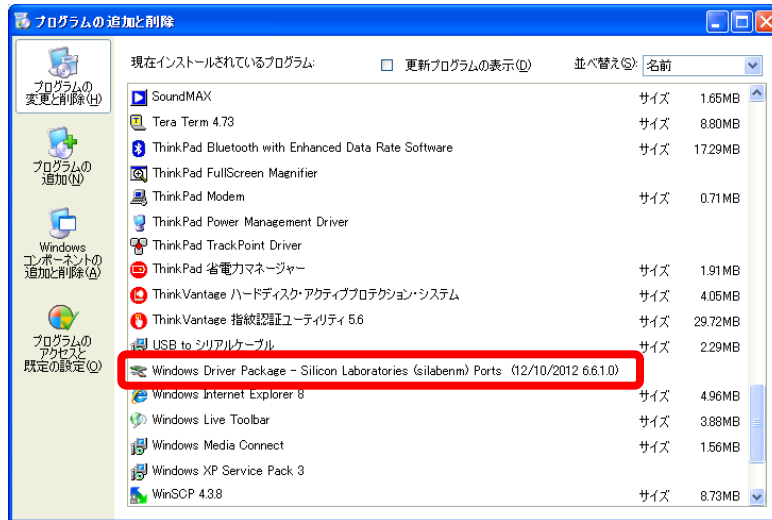 プログラムの追加と削除
プログラムの
変更と削除(H)
プログラムの
追加(N)
Windows
コンポーネントの
追加と削除(A)
プログラムの
アクセスと
既定の設定(O)
現在インストールされているプログラム: 更新プログラムの表示(D) 並べ替え(S): 名前
SoundMAX サイズ 1.65MB
Tera Term 4.73 サイズ 8.80MB
ThinkPad Bluetooth with Enhanced Data Rate Software サイズ 17.29MB
ThinkPad FullScreen Magnifier
ThinkPad Modem サイズ 0.71MB
ThinkPad Power Management Driver
ThinkPad TrackPoint Driver
ThinkPad 省電力マネージャー サイズ 1.91MB
ThinkVantage ハードディスク・アクティブプロテクション・システム サイズ 4.05MB
ThinkVantage 指紋認証ユーティリティ 5.6 サイズ 29.72MB
USB to シリアルケーブル サイズ 2.29MB
Windows Driver Package - Silicon Laboratories (silabenm) Ports (12/10/2012 6.6.1.0)
Windows Internet Explorer 8 サイズ 4.96MB
Windows Live Toolbar サイズ 3.88MB
Windows Media Connect サイズ 1.56MB
Windows XP Service Pack 3
WinSCP 4.3.8 サイズ 8.73MB